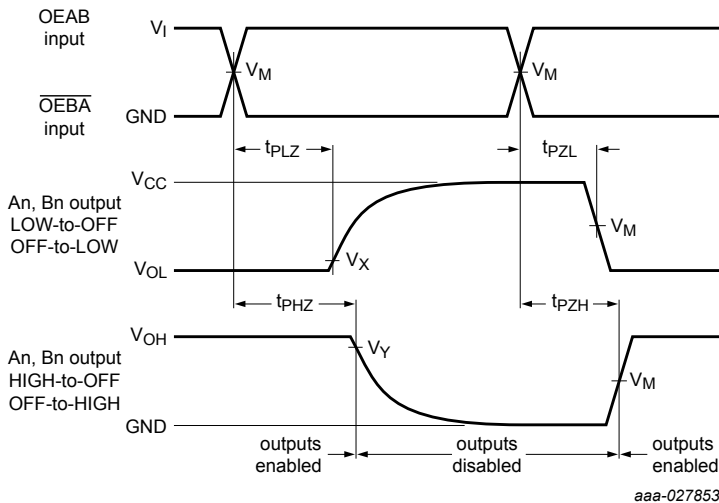 OEAB
input
V_I
V_M
V_M
OEBA
input
GND
t_PLZ
t_PZL
V_CC
An, Bn output
LOW-to-OFF
OFF-to-LOW
V_M
V_X
V_OL
t_PHZ
t_PZH
V_OH
An, Bn output
HIGH-to-OFF
OFF-to-HIGH
V_Y
V_M
GND
outputs
enabled
outputs
disabled
outputs
enabled
aaa-027853